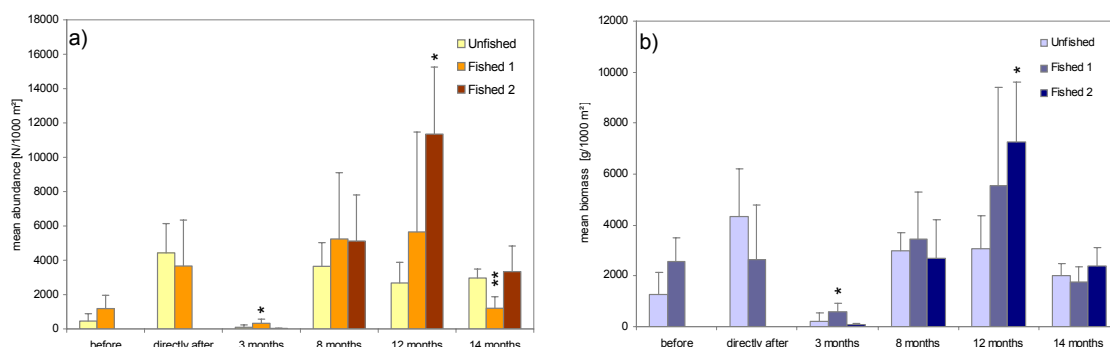 a)
18000
16000
14000
12000
10000
8000
6000
4000
2000
0
mean abundance [N/1000 m²]
Unfished
Fished 1
Fished 2
*
*
**
before
directly after
3 months
8 months
12 months
14 months
b)
12000
10000
8000
6000
4000
2000
0
mean biomass [g/1000 m²]
Unfished
Fished 1
Fished 2
*
*
before
directly after
3 months
8 months
12 months
14 months